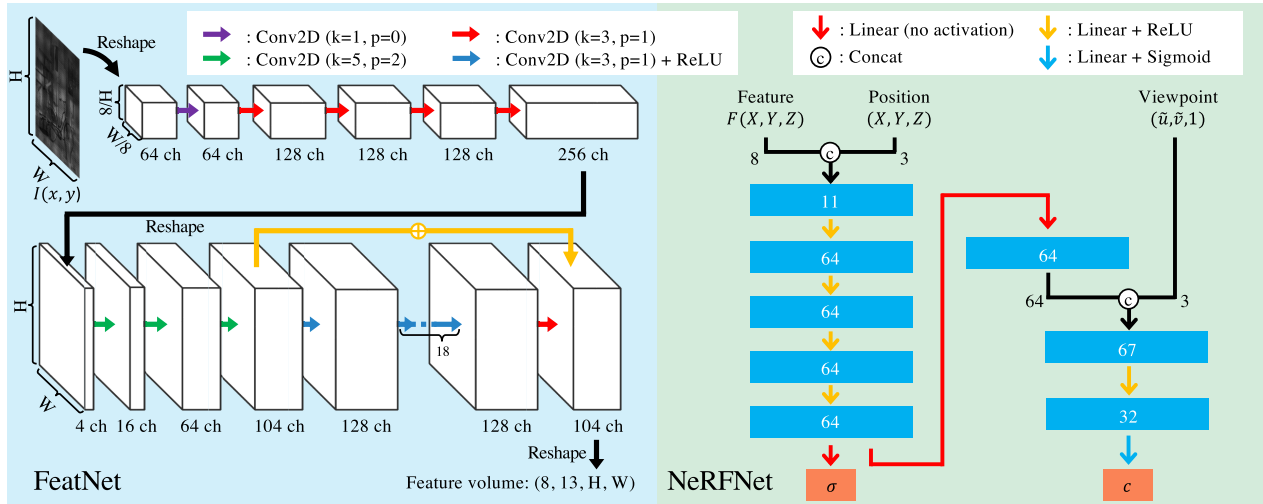 Reshape
: Conv2D (k=1, p=0)
: Conv2D (k=3, p=1)
: Conv2D (k=5, p=2)
: Conv2D (k=3, p=1) + ReLU
H
W
I(x, y)
H/8
W/8
64 ch
64 ch
128 ch
128 ch
128 ch
256 ch
Reshape
H
W
18
4 ch
16 ch
64 ch
104 ch
128 ch
128 ch
104 ch
Reshape
Feature volume: (8, 13, H, W)
FeatNet
: Linear (no activation)
: Linear + ReLU
c : Concat
: Linear + Sigmoid
Feature
F(X, Y, Z)
Position
(X, Y, Z)
Viewpoint
(ũ,ṽ,1)
8
c
3
11
64
64
64
64
σ
64
64
c
3
67
32
c
NeRFNet